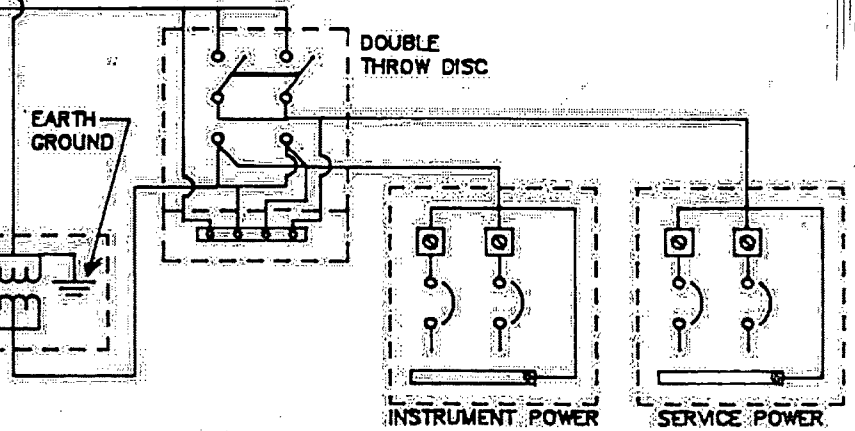 DOUBLE
THROW DISC
EARTH
GROUND
INSTRUMENT POWER
SERVICE POWER